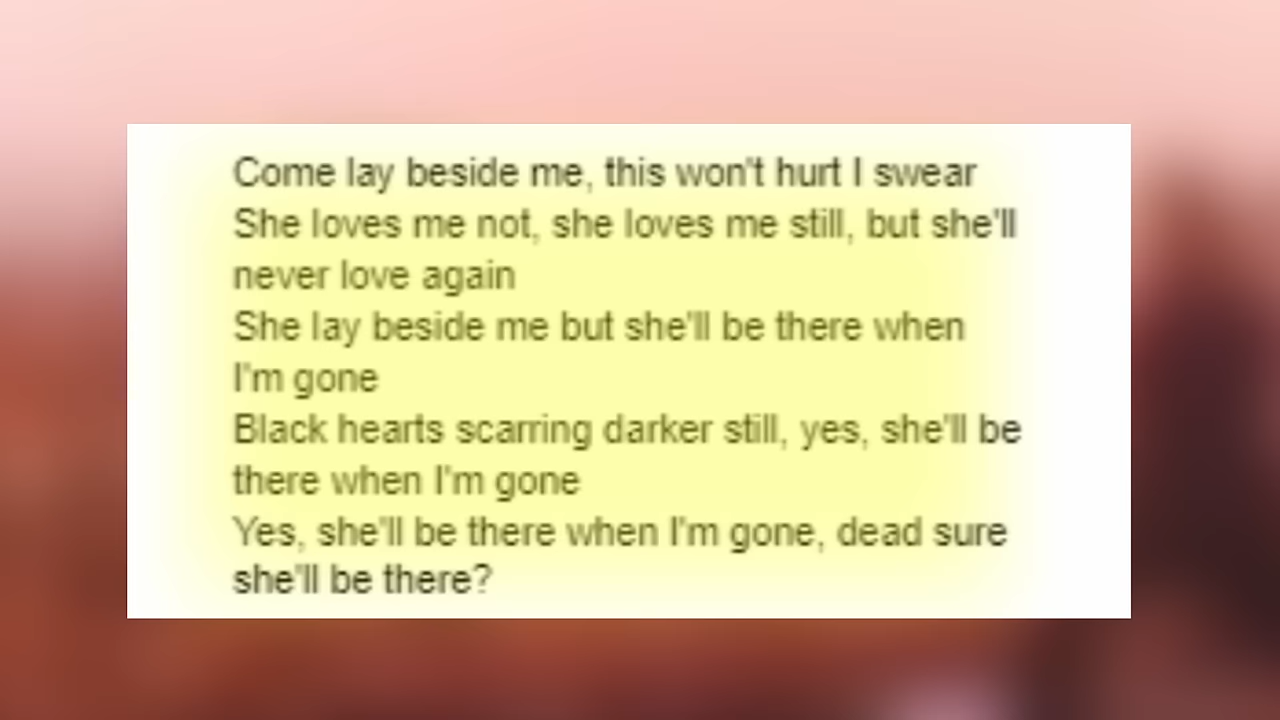 Come lay beside me, this won't hurt I swear
She loves me not, she loves me still, but she'll
never love again
She lay beside me but she'll be there when
I'm gone
Black hearts scarring darker still, yes, she'll be
there when I'm gone
Yes, she'll be there when I'm gone, dead sure
she'll be there?